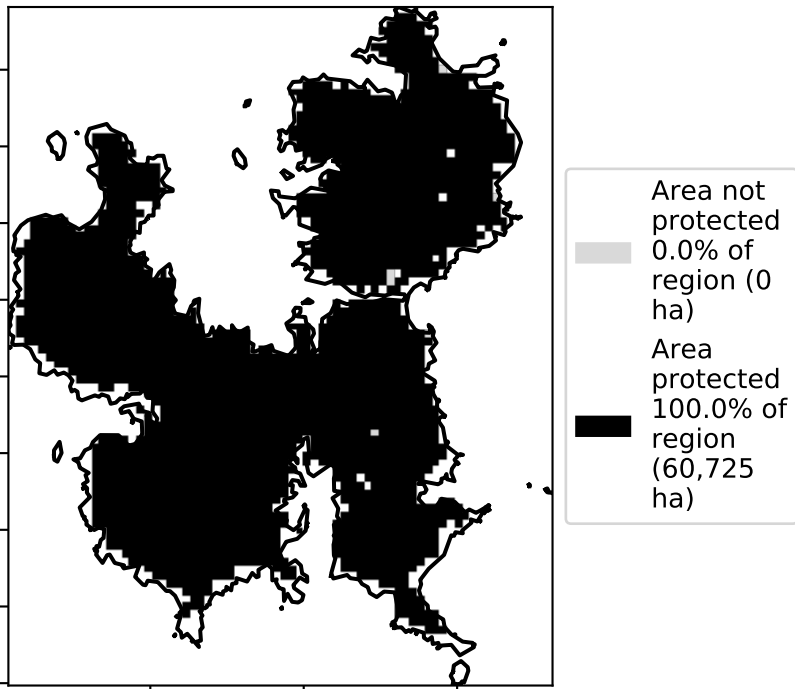 Area not
protected
0.0% of
region (0
ha)
Area
protected
100.0% of
region
(60,725
ha)